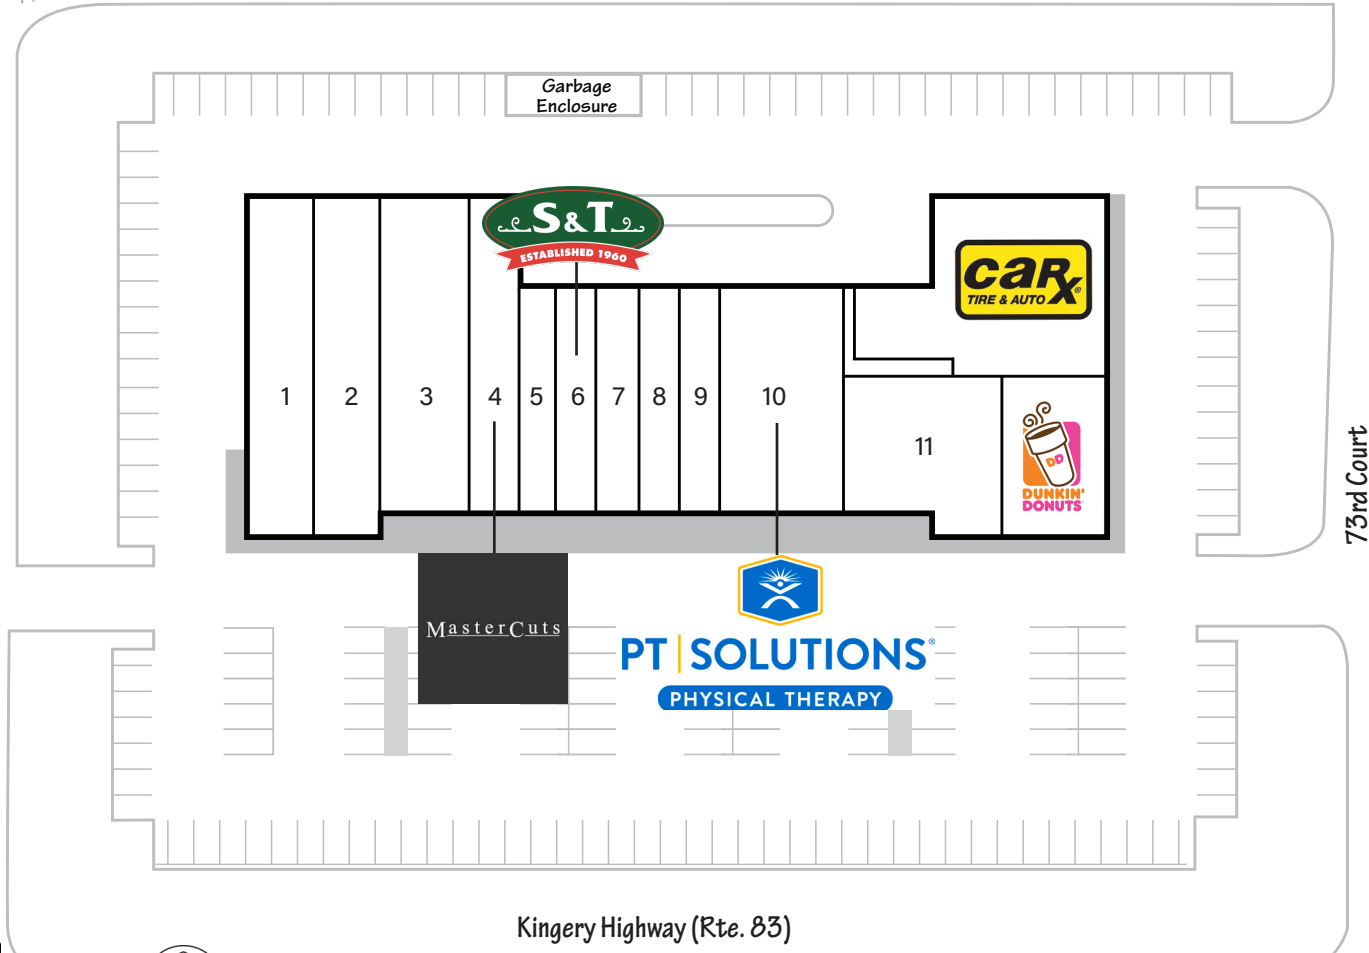 Garbage
Enclosure
S&T
ESTABLISHED 1960
CARX®
TIRE & AUTO
1
2
3
4
5
6
7
8
9
10
11
DD
DUNKIN'
DONUTS
73rd Court
MasterCuts
PT SOLUTIONS®
PHYSICAL THERAPY
Kingery Highway (Rte. 83)